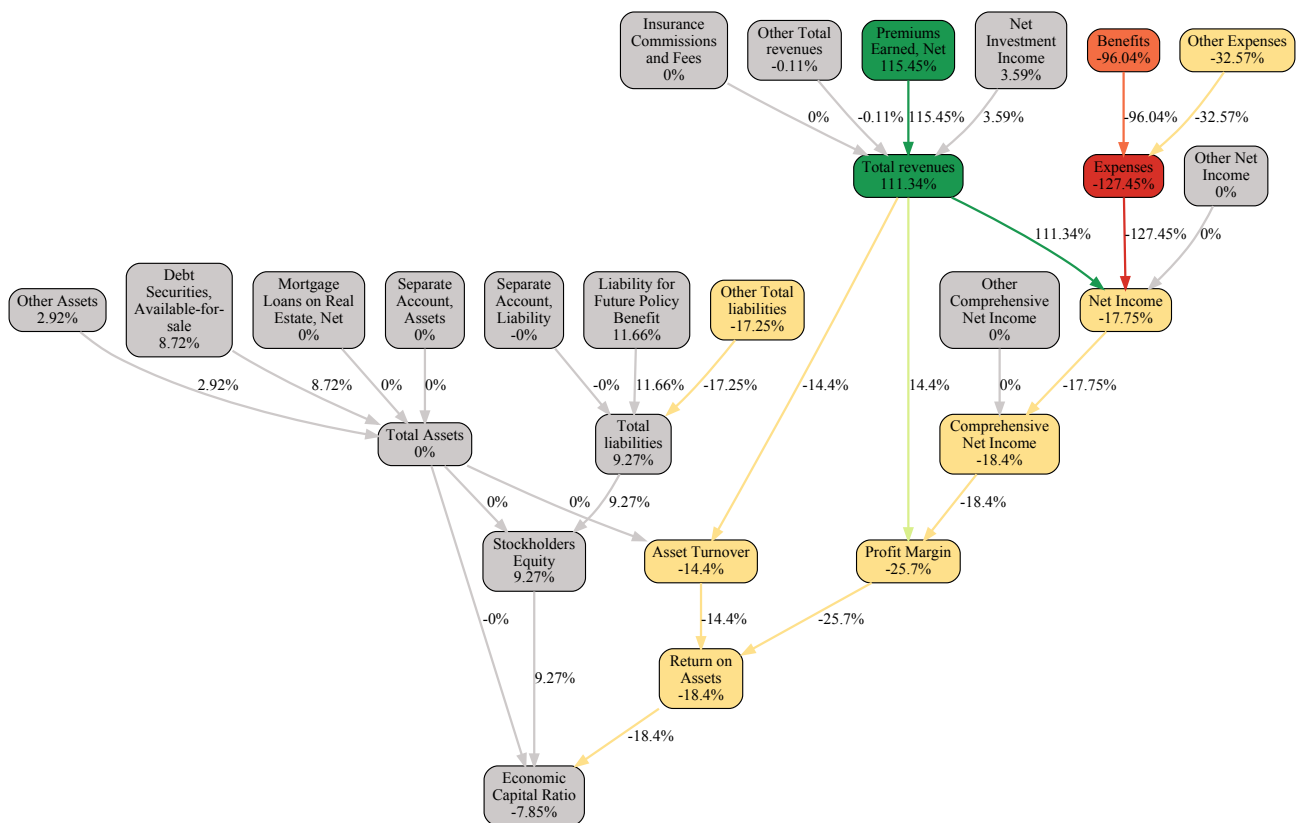 Insurance
Commissions
and Fees
0%
Other Total
revenues
-0.11%
Premiums
Earned, Net
115.45%
Net
Investment
Income
3.59%
Benefits
-96.04%
Other Expenses
-32.57%
0%
-0.11%
115.45%
3.59%
-96.04%
-32.57%
Total revenues
111.34%
Expenses
-127.45%
Other Net
Income
0%
111.34%
-127.45%
0%
Other Assets
2.92%
Debt
Securities,
Available-for-
sale
8.72%
Mortgage
Loans on Real
Estate, Net
0%
Separate
Account,
Assets
0%
Separate
Account,
Liability
-0%
Liability for
Future Policy
Benefit
11.66%
Other Total
liabilities
-17.25%
Other
Comprehensive
Net Income
0%
Net Income
-17.75%
2.92%
8.72%
0%
0%
-0%
11.66%
-17.25%
-14.4%
14.4%
0%
-17.75%
Total Assets
0%
Total
liabilities
9.27%
Comprehensive
Net Income
-18.4%
0%
9.27%
0%
-18.4%
Stockholders
Equity
9.27%
Asset Turnover
-14.4%
Profit Margin
-25.7%
-0%
9.27%
-14.4%
-25.7%
Return on
Assets
-18.4%
-18.4%
Economic
Capital Ratio
-7.85%